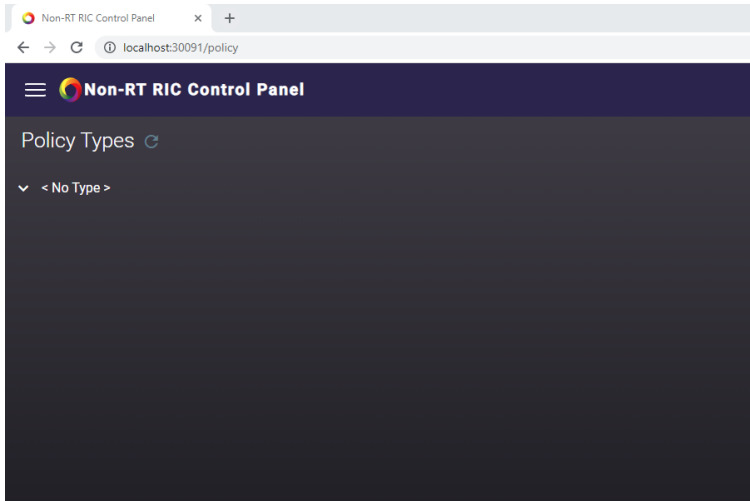 Non-RT RIC Control Panel
localhost:30091/policy
Non-RT RIC Control Panel
Policy Types
< No Type >